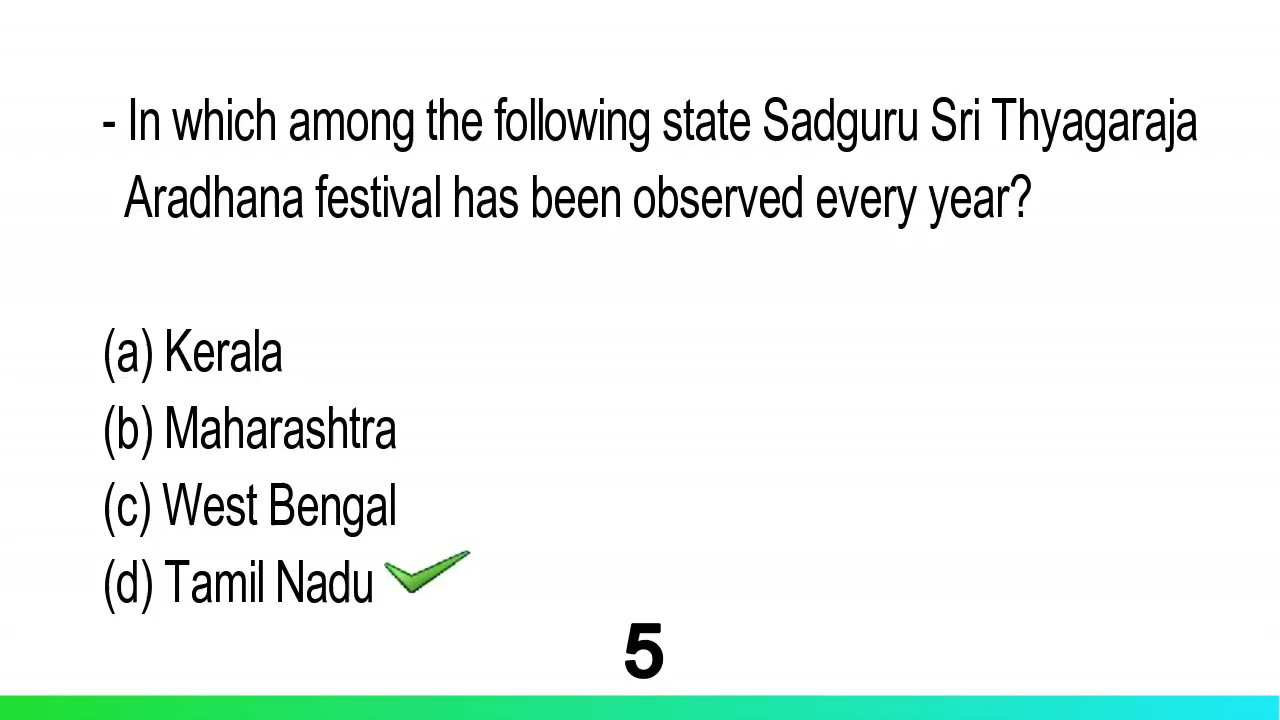 - In which among the following state Sadguru Sri Thyagaraja
Aradhana festival has been observed every year?
(a) Kerala
(b) Maharashtra
(c) West Bengal
(d) Tamil Nadu
5